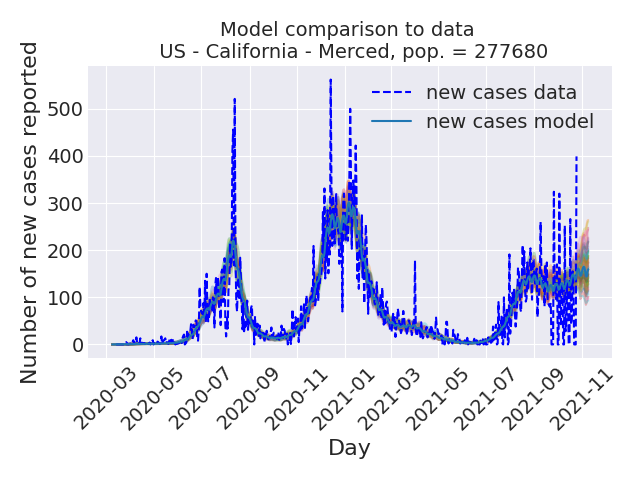 Model comparison to data
US - California - Merced, pop. = 277680
Number of new cases reported
500
400
300
200
100
0
new cases data
new cases model
2020-03
2020-05
2020-07
2020-09
2020-11
2021-01
2021-03
2021-05
2021-07
2021-09
2021-11
Day